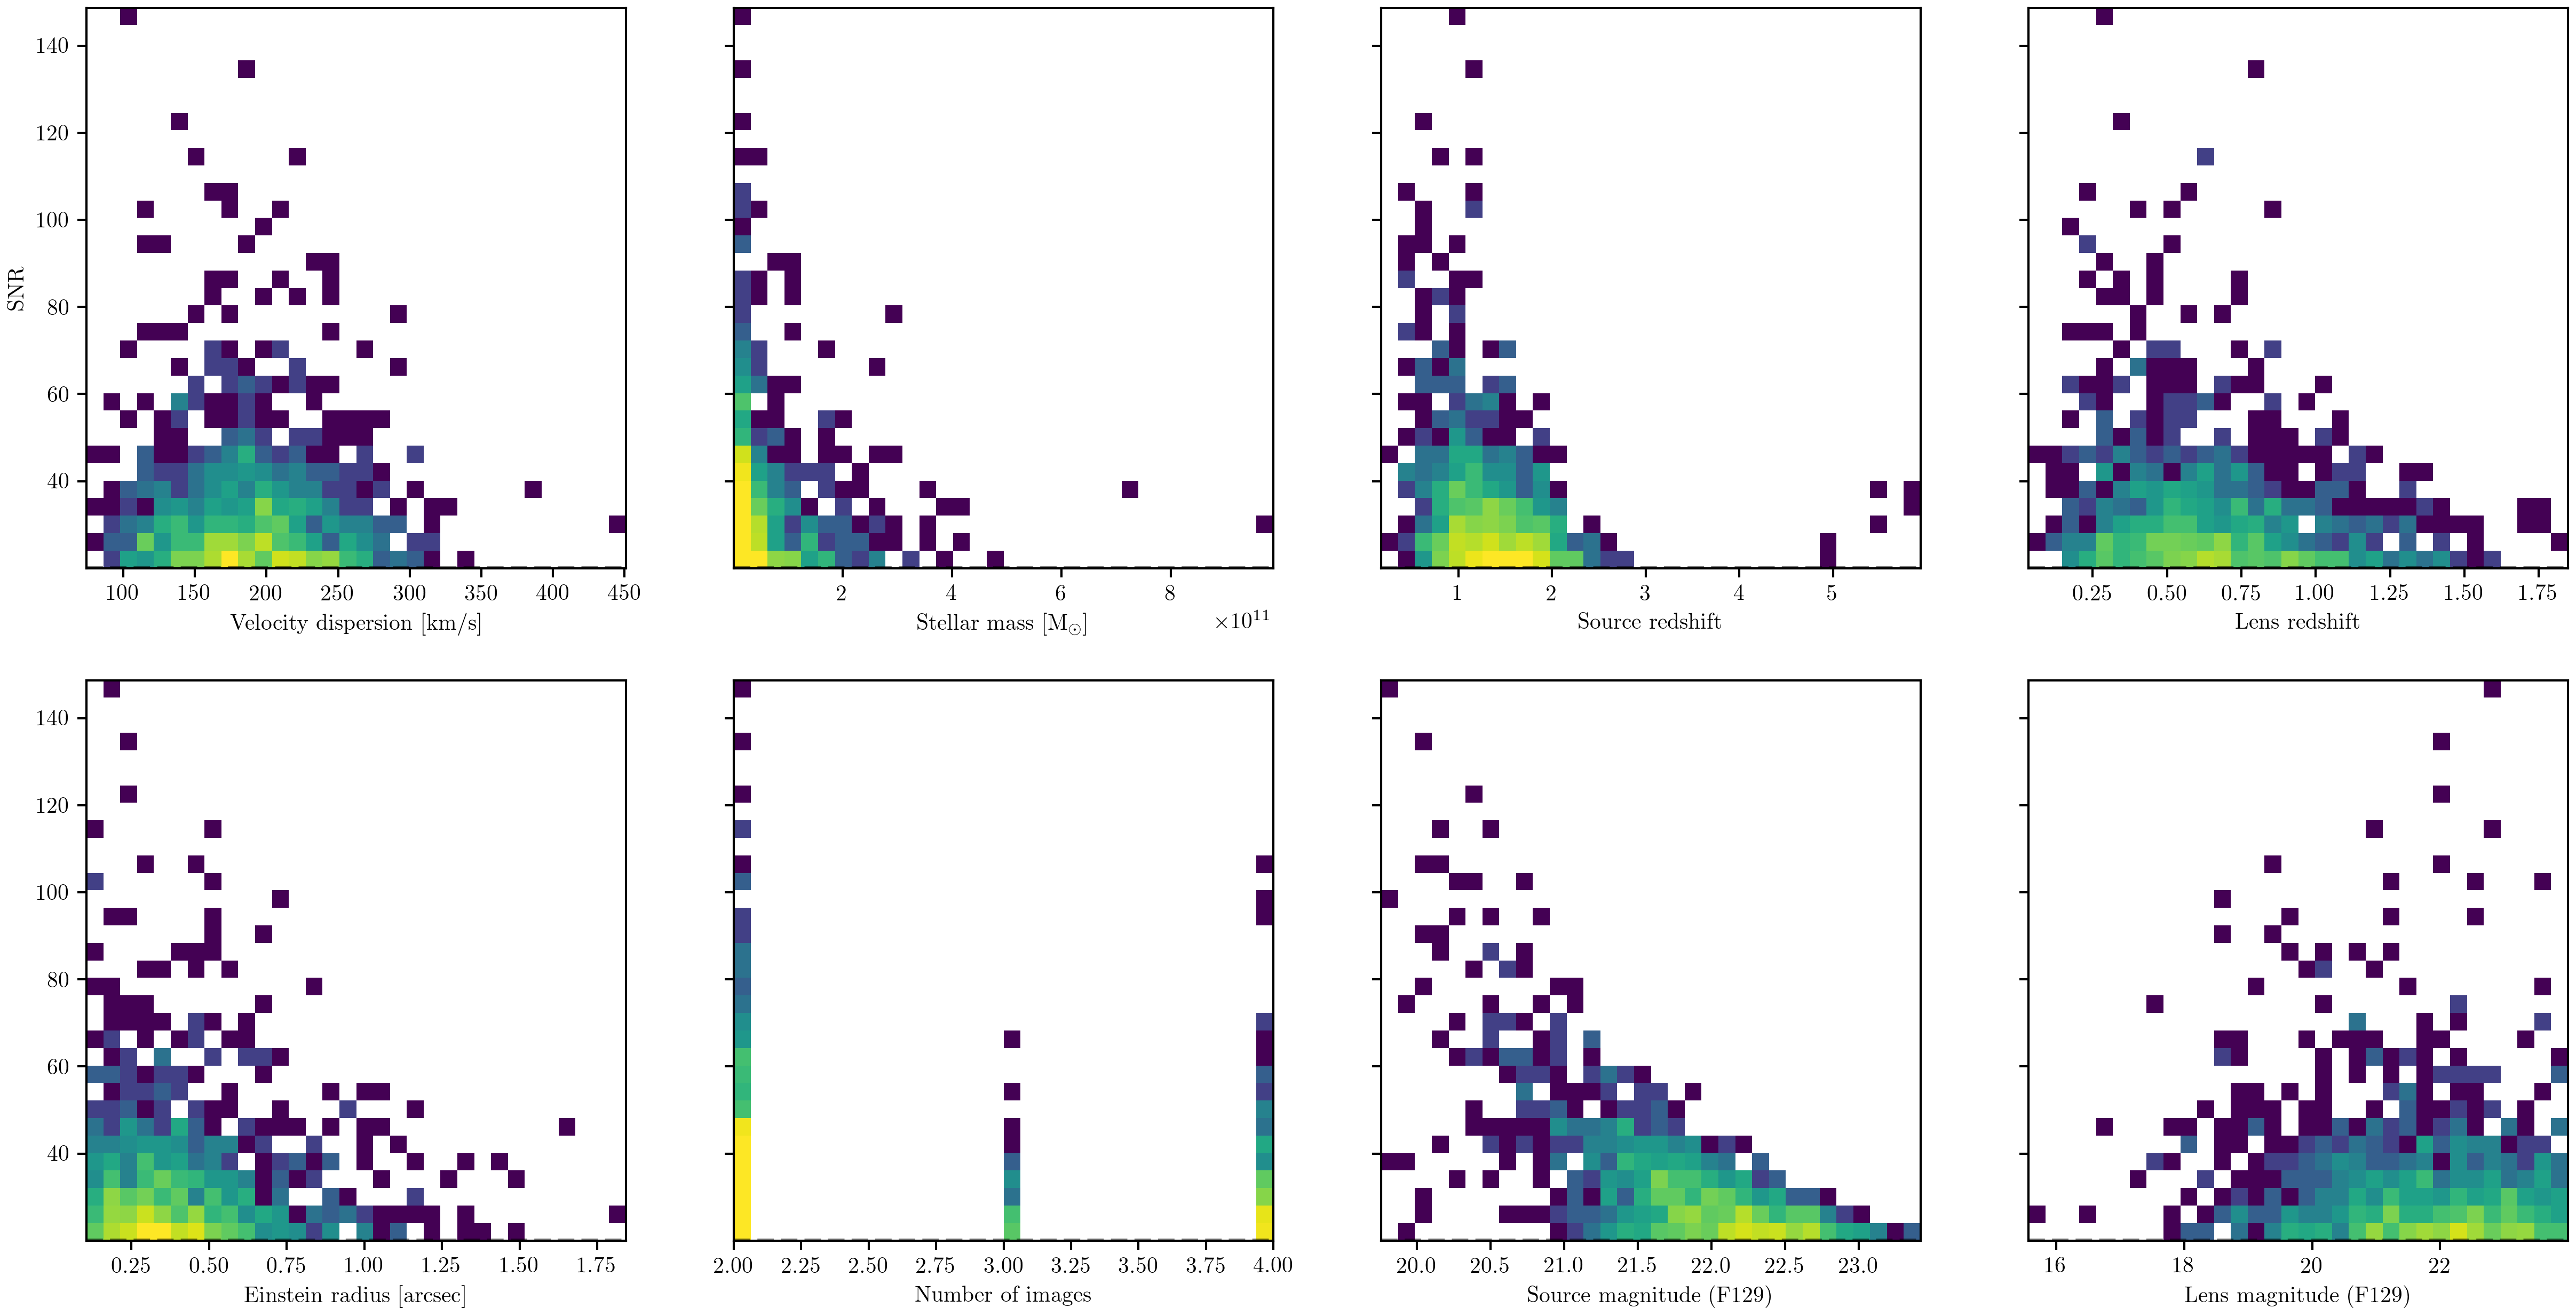 SNR
140
120
100
80
60
40
100 150 200 250 300 350 400 450
Velocity dispersion [km/s]
2 4 6 8
Stellar mass [M⊙] ×10¹¹
1 2 3 4 5
Source redshift
0.25 0.50 0.75 1.00 1.25 1.50 1.75
Lens redshift
140
120
100
80
60
40
0.25 0.50 0.75 1.00 1.25 1.50 1.75
Einstein radius [arcsec]
2.00 2.25 2.50 2.75 3.00 3.25 3.50 3.75 4.00
Number of images
20.0 20.5 21.0 21.5 22.0 22.5 23.0
Source magnitude (F129)
16 18 20 22
Lens magnitude (F129)